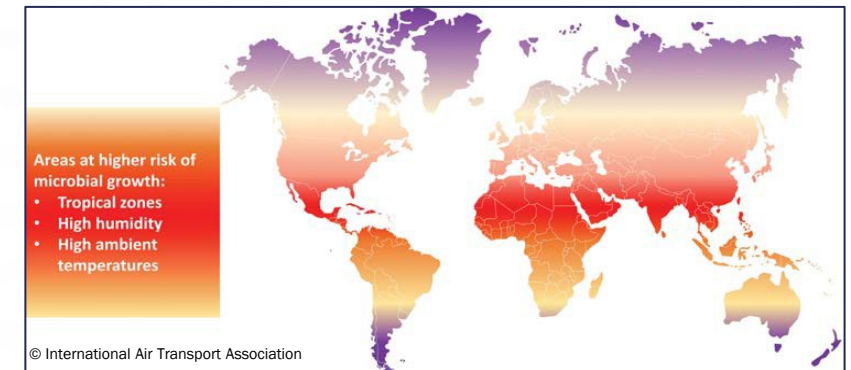 Areas at higher risk of
microbial growth:
• Tropical zones
• High humidity
• High ambient
temperatures
© International Air Transport Association